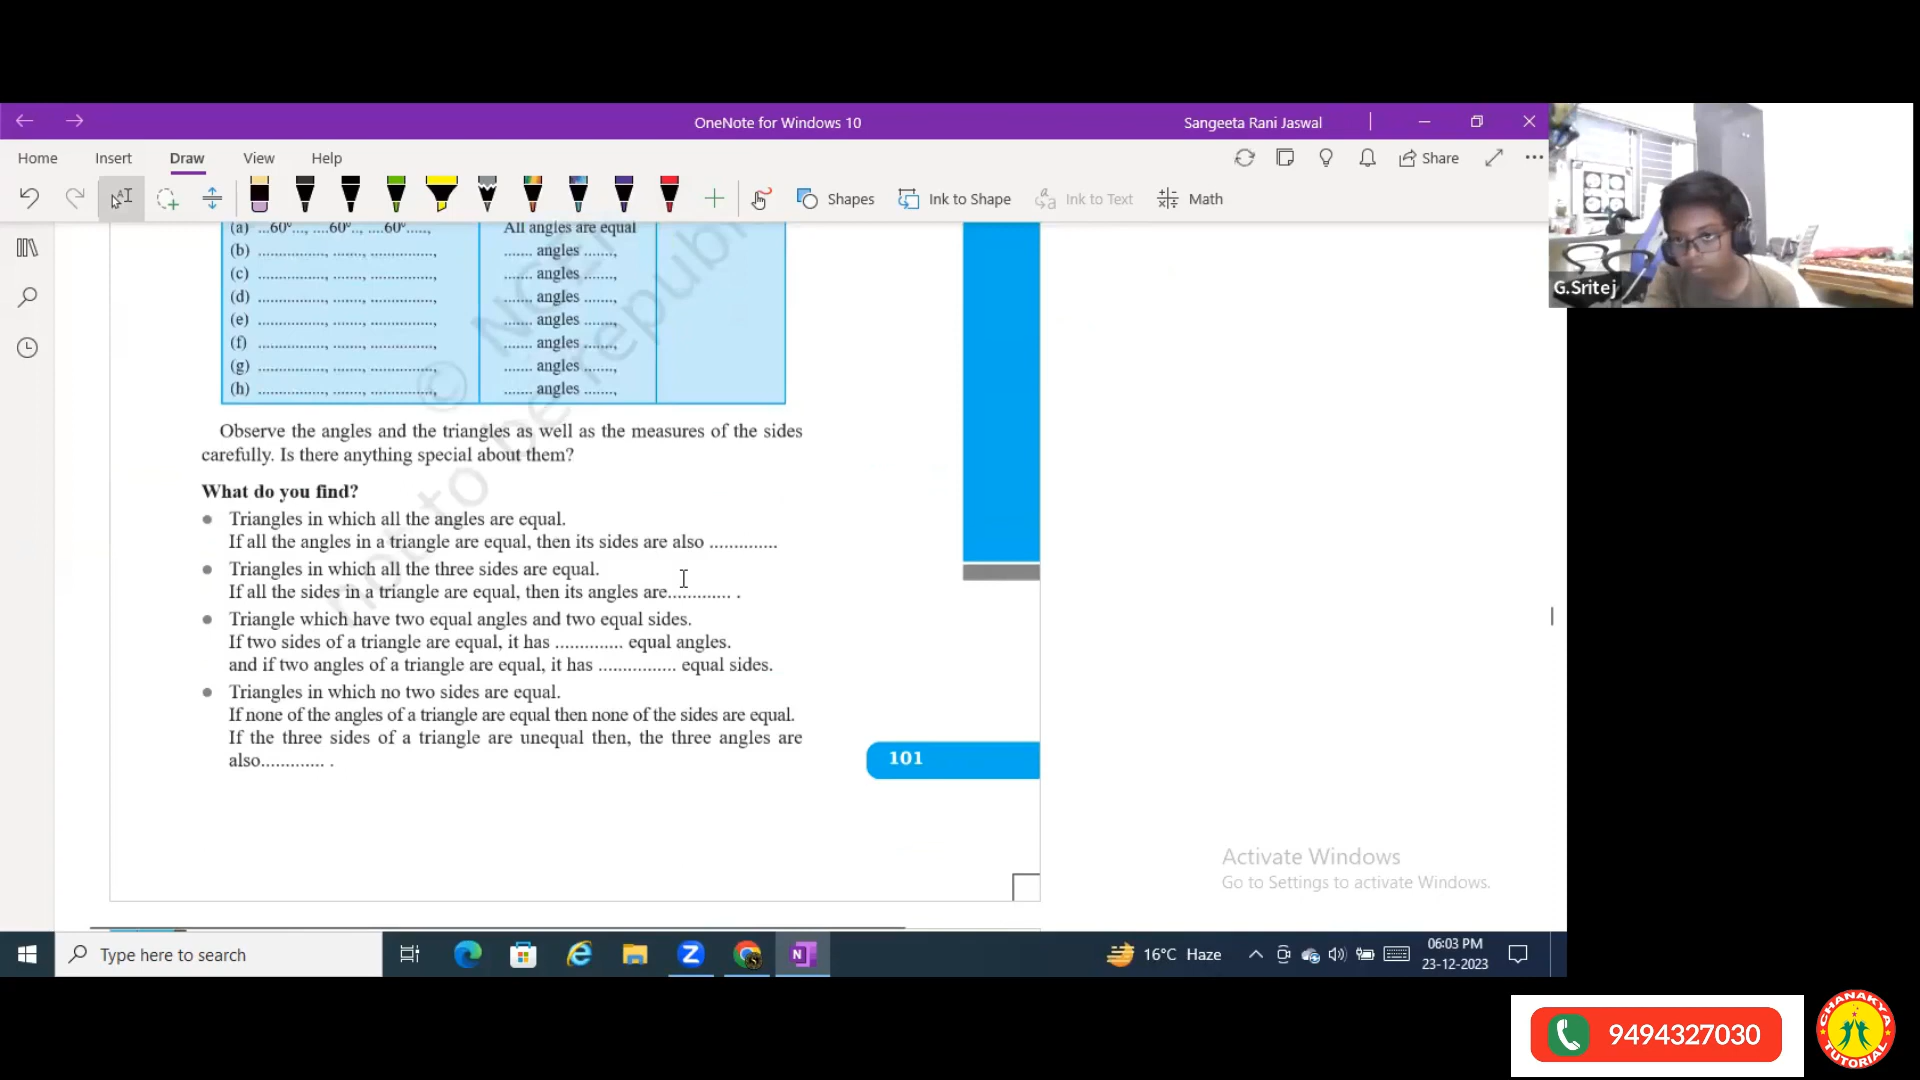 OneNote for Windows 10
Sangeeta Rani Jaswal
Home Insert Draw View Help
Share
Shapes Ink to Shape Ink to Text Math
G.Sritej
(a) ...60°..., ....60°.., ....60°....., All angles are equal
(b) ................, ......., ................, ....... angles .......,
(c) ................, ......., ................, ....... angles .......,
(d) ................, ......., ................, ....... angles .......,
(e) ................, ......., ................, ....... angles .......,
(f) ................, ......., ................, ....... angles .......,
(g) ................, ......., ................, ....... angles .......,
(h) ................, ......., ................, ....... angles .......,
Observe the angles and the triangles as well as the measures of the sides
carefully. Is there anything special about them?
What do you find?
Triangles in which all the angles are equal.
If all the angles in a triangle are equal, then its sides are also ..............
Triangles in which all the three sides are equal.
If all the sides in a triangle are equal, then its angles are............. .
Triangle which have two equal angles and two equal sides.
If two sides of a triangle are equal, it has .............. equal angles.
and if two angles of a triangle are equal, it has ................ equal sides.
Triangles in which no two sides are equal.
If none of the angles of a triangle are equal then none of the sides are equal.
If the three sides of a triangle are unequal then, the three angles are
also............. .
101
not to be republ
Activate Windows
Go to Settings to activate Windows.
Type here to search
16°C Haze
06:03 PM
23-12-2023
9494327030
CHANAKYA
TUTORIAL